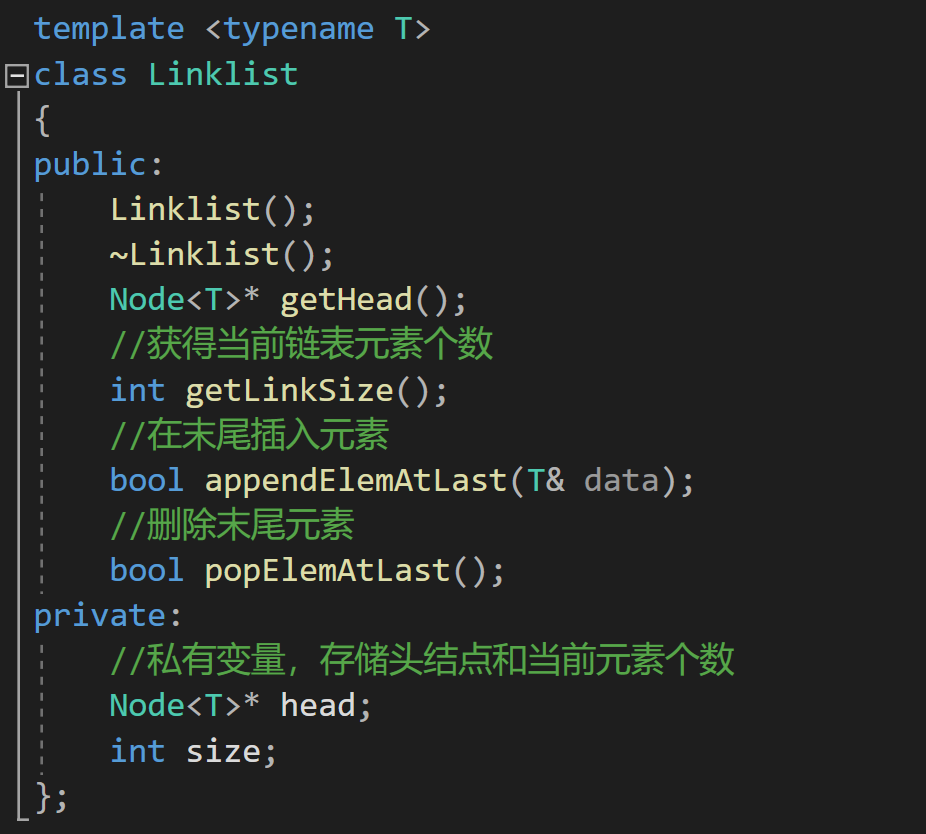 template <typename T>
class Linklist
{
public:
    Linklist();
    ~Linklist();
    Node<T>* getHead();
    //获得当前链表元素个数
    int getLinkSize();
    //在末尾插入元素
    bool appendElemAtLast(T& data);
    //删除末尾元素
    bool popElemAtLast();
private:
    //私有变量，存储头结点和当前元素个数
    Node<T>* head;
    int size;
};